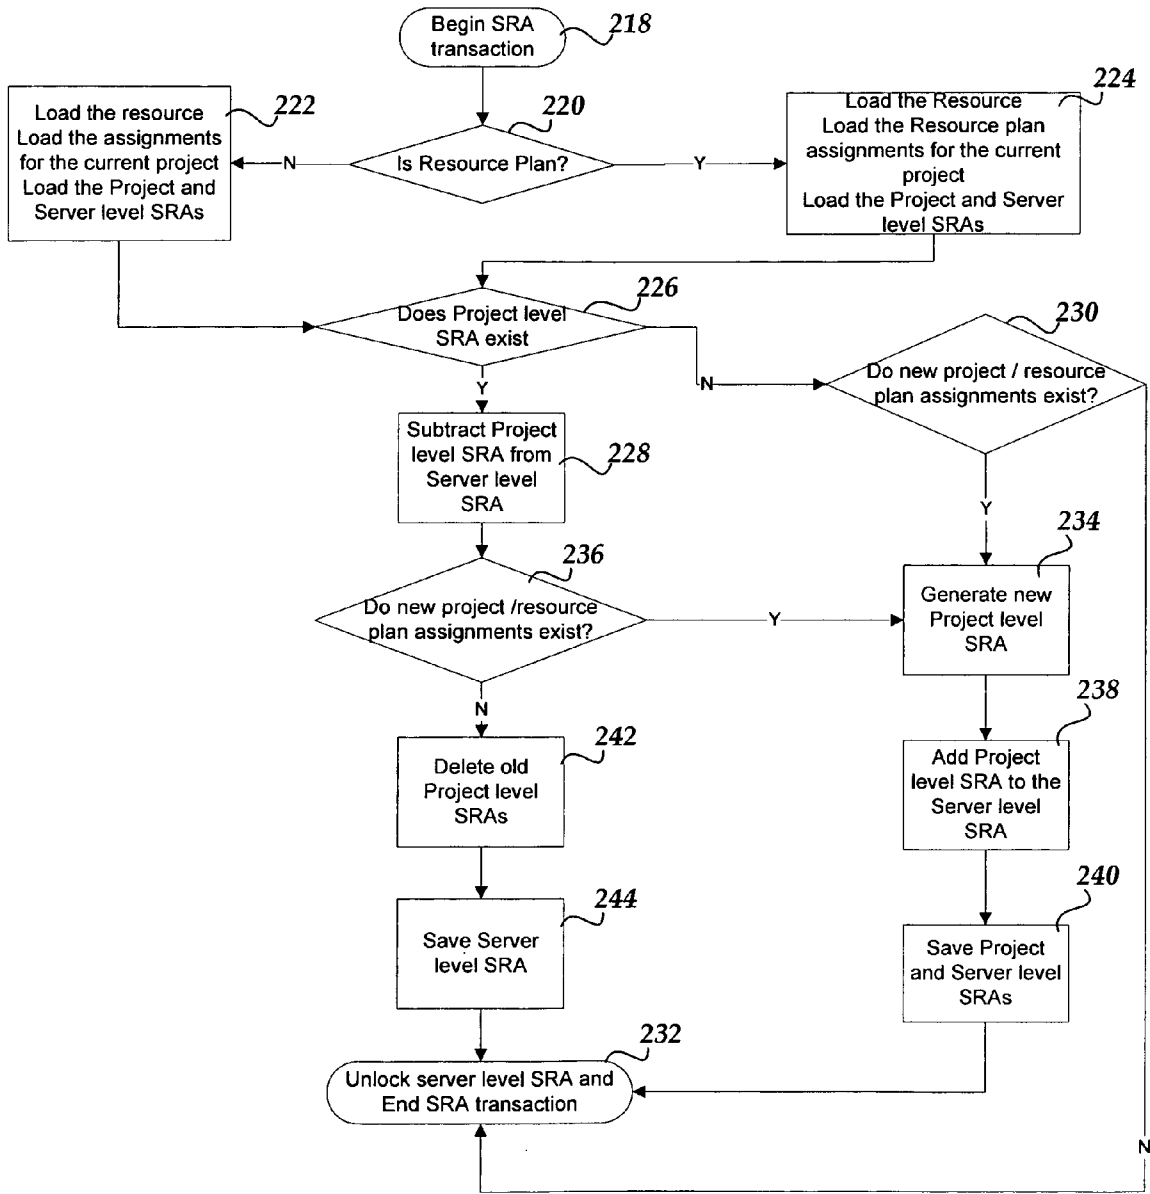 Begin SRA
transaction
218
222
Load the resource
Load the assignments
for the current project
Load the Project and
Server level SRAs
220
Is Resource Plan?
N
Y
224
Load the Resource
Load the Resource plan
assignments for the current
project
Load the Project and Server
level SRAs
226
Does Project level
SRA exist
Y
N
230
Do new project / resource
plan assignments exist?
Y
N
Subtract Project
level SRA from
Server level
SRA
228
236
Do new project /resource
plan assignments exist?
Y
N
234
Generate new
Project level
SRA
242
Delete old
Project level
SRAs
238
Add Project
level SRA to the
Server level
SRA
244
Save Server
level SRA
240
Save Project
and Server level
SRAs
232
Unlock server level SRA and
End SRA transaction